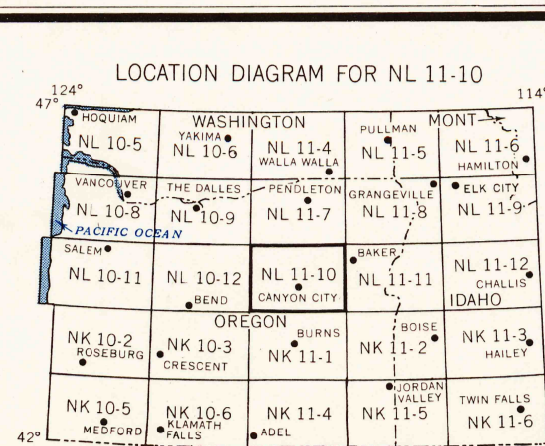 LOCATION DIAGRAM FOR NL 11-10
124°
114°
47°
HOQUIAM
NL 10-5
WASHINGTON
YAKIMA
NL 10-6
NL 11-4
WALLA WALLA
PULLMAN
NL 11-5
MONT
NL 11-6
HAMILTON
VANCOUVER
NL 10-8
THE DALLES
NL 10-9
PENDLETON
NL 11-7
GRANGEVILLE
NL 11-8
ELK CITY
NL 11-9
PACIFIC OCEAN
SALEM
NL 10-11
NL 10-12
BEND
NL 11-10
CANYON CITY
BAKER
NL 11-11
NL 11-12
CHALLIS
IDAHO
OREGON
NK 10-2
ROSEBURG
NK 10-3
CRESCENT
BURNS
NK 11-1
BOISE
NK 11-2
NK 11-3
HAILEY
NK 10-5
MEDFORD
NK 10-6
KLAMATH
FALLS
NK 11-4
ADEL
JORDAN
VALLEY
NK 11-5
TWIN FALLS
NK 11-6
42°